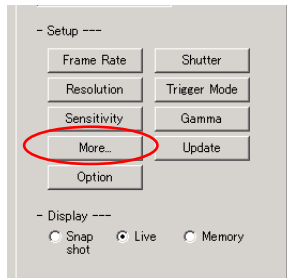 - Setup ---
Frame Rate Shutter
Resolution Trigger Mode
Sensitivity Gamma
More... Update
Option
- Display ---
Snap shot Live Memory